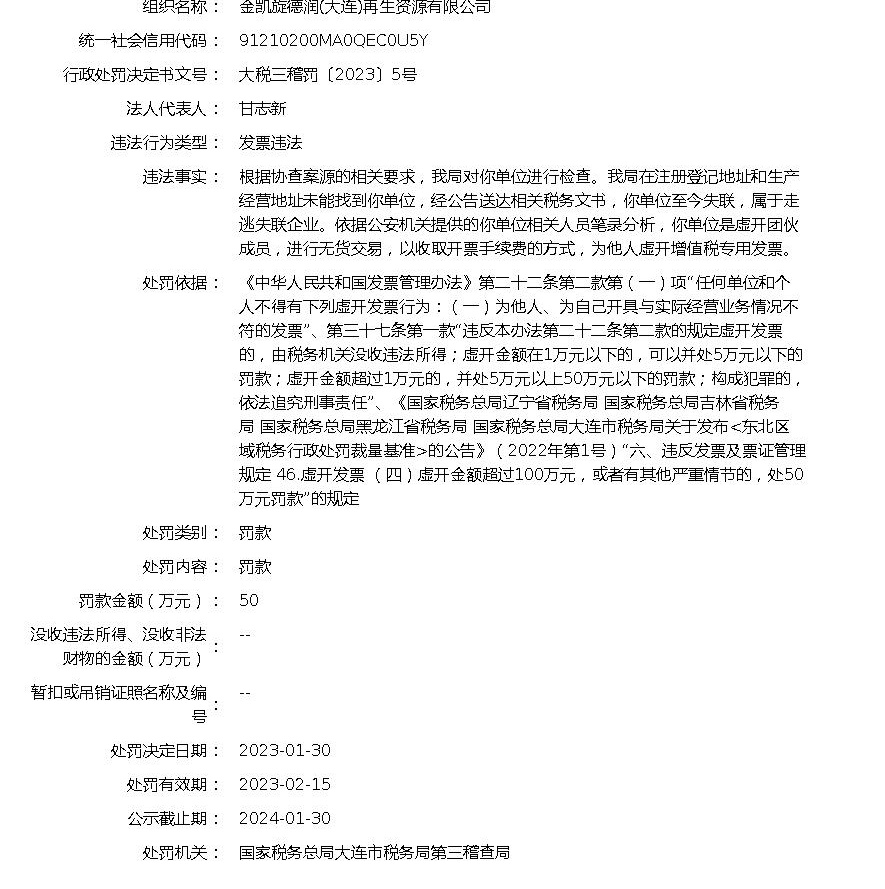 组织名称： 金凯旋德润(大连)再生资源有限公司
统一社会信用代码： 91210200MA0QEC0U5Y
行政处罚决定书文号： 大税三稽罚〔2023〕5号
法人代表人： 甘志新
违法行为类型： 发票违法
违法事实： 根据协查案源的相关要求，我局对你单位进行检查。我局在注册登记地址和生产
经营地址未能找到你单位，经公告送达相关税务文书，你单位至今失联，属于走
逃失联企业。依据公安机关提供的你单位相关人员笔录分析，你单位是虚开团伙
成员，进行无货交易，以收取开票手续费的方式，为他人虚开增值税专用发票。
处罚依据： 《中华人民共和国发票管理办法》第二十二条第二款第（一）项“任何单位和个
人不得有下列虚开发票行为：（一）为他人、为自己开具与实际经营业务情况不
符的发票”、第三十七条第一款“违反本办法第二十二条第二款的规定虚开发票
的，由税务机关没收违法所得；虚开金额在1万元以下的，可以并处5万元以下的
罚款；虚开金额超过1万元的，并处5万元以上50万元以下的罚款；构成犯罪的，
依法追究刑事责任”、《国家税务总局辽宁省税务局 国家税务总局吉林省税务
局 国家税务总局黑龙江省税务局 国家税务总局大连市税务局关于发布<东北区
域税务行政处罚裁量基准>的公告》（2022年第1号）“六、违反发票及票证管理
规定 46.虚开发票 （四）虚开金额超过100万元，或者有其他严重情节的，处50
万元罚款”的规定
处罚类别： 罚款
处罚内容： 罚款
罚款金额（万元）： 50
没收违法所得、没收非法
财物的金额（万元）： --
暂扣或吊销证照名称及编
号： --
处罚决定日期： 2023-01-30
处罚有效期： 2023-02-15
公示截止期： 2024-01-30
处罚机关： 国家税务总局大连市税务局第三稽查局